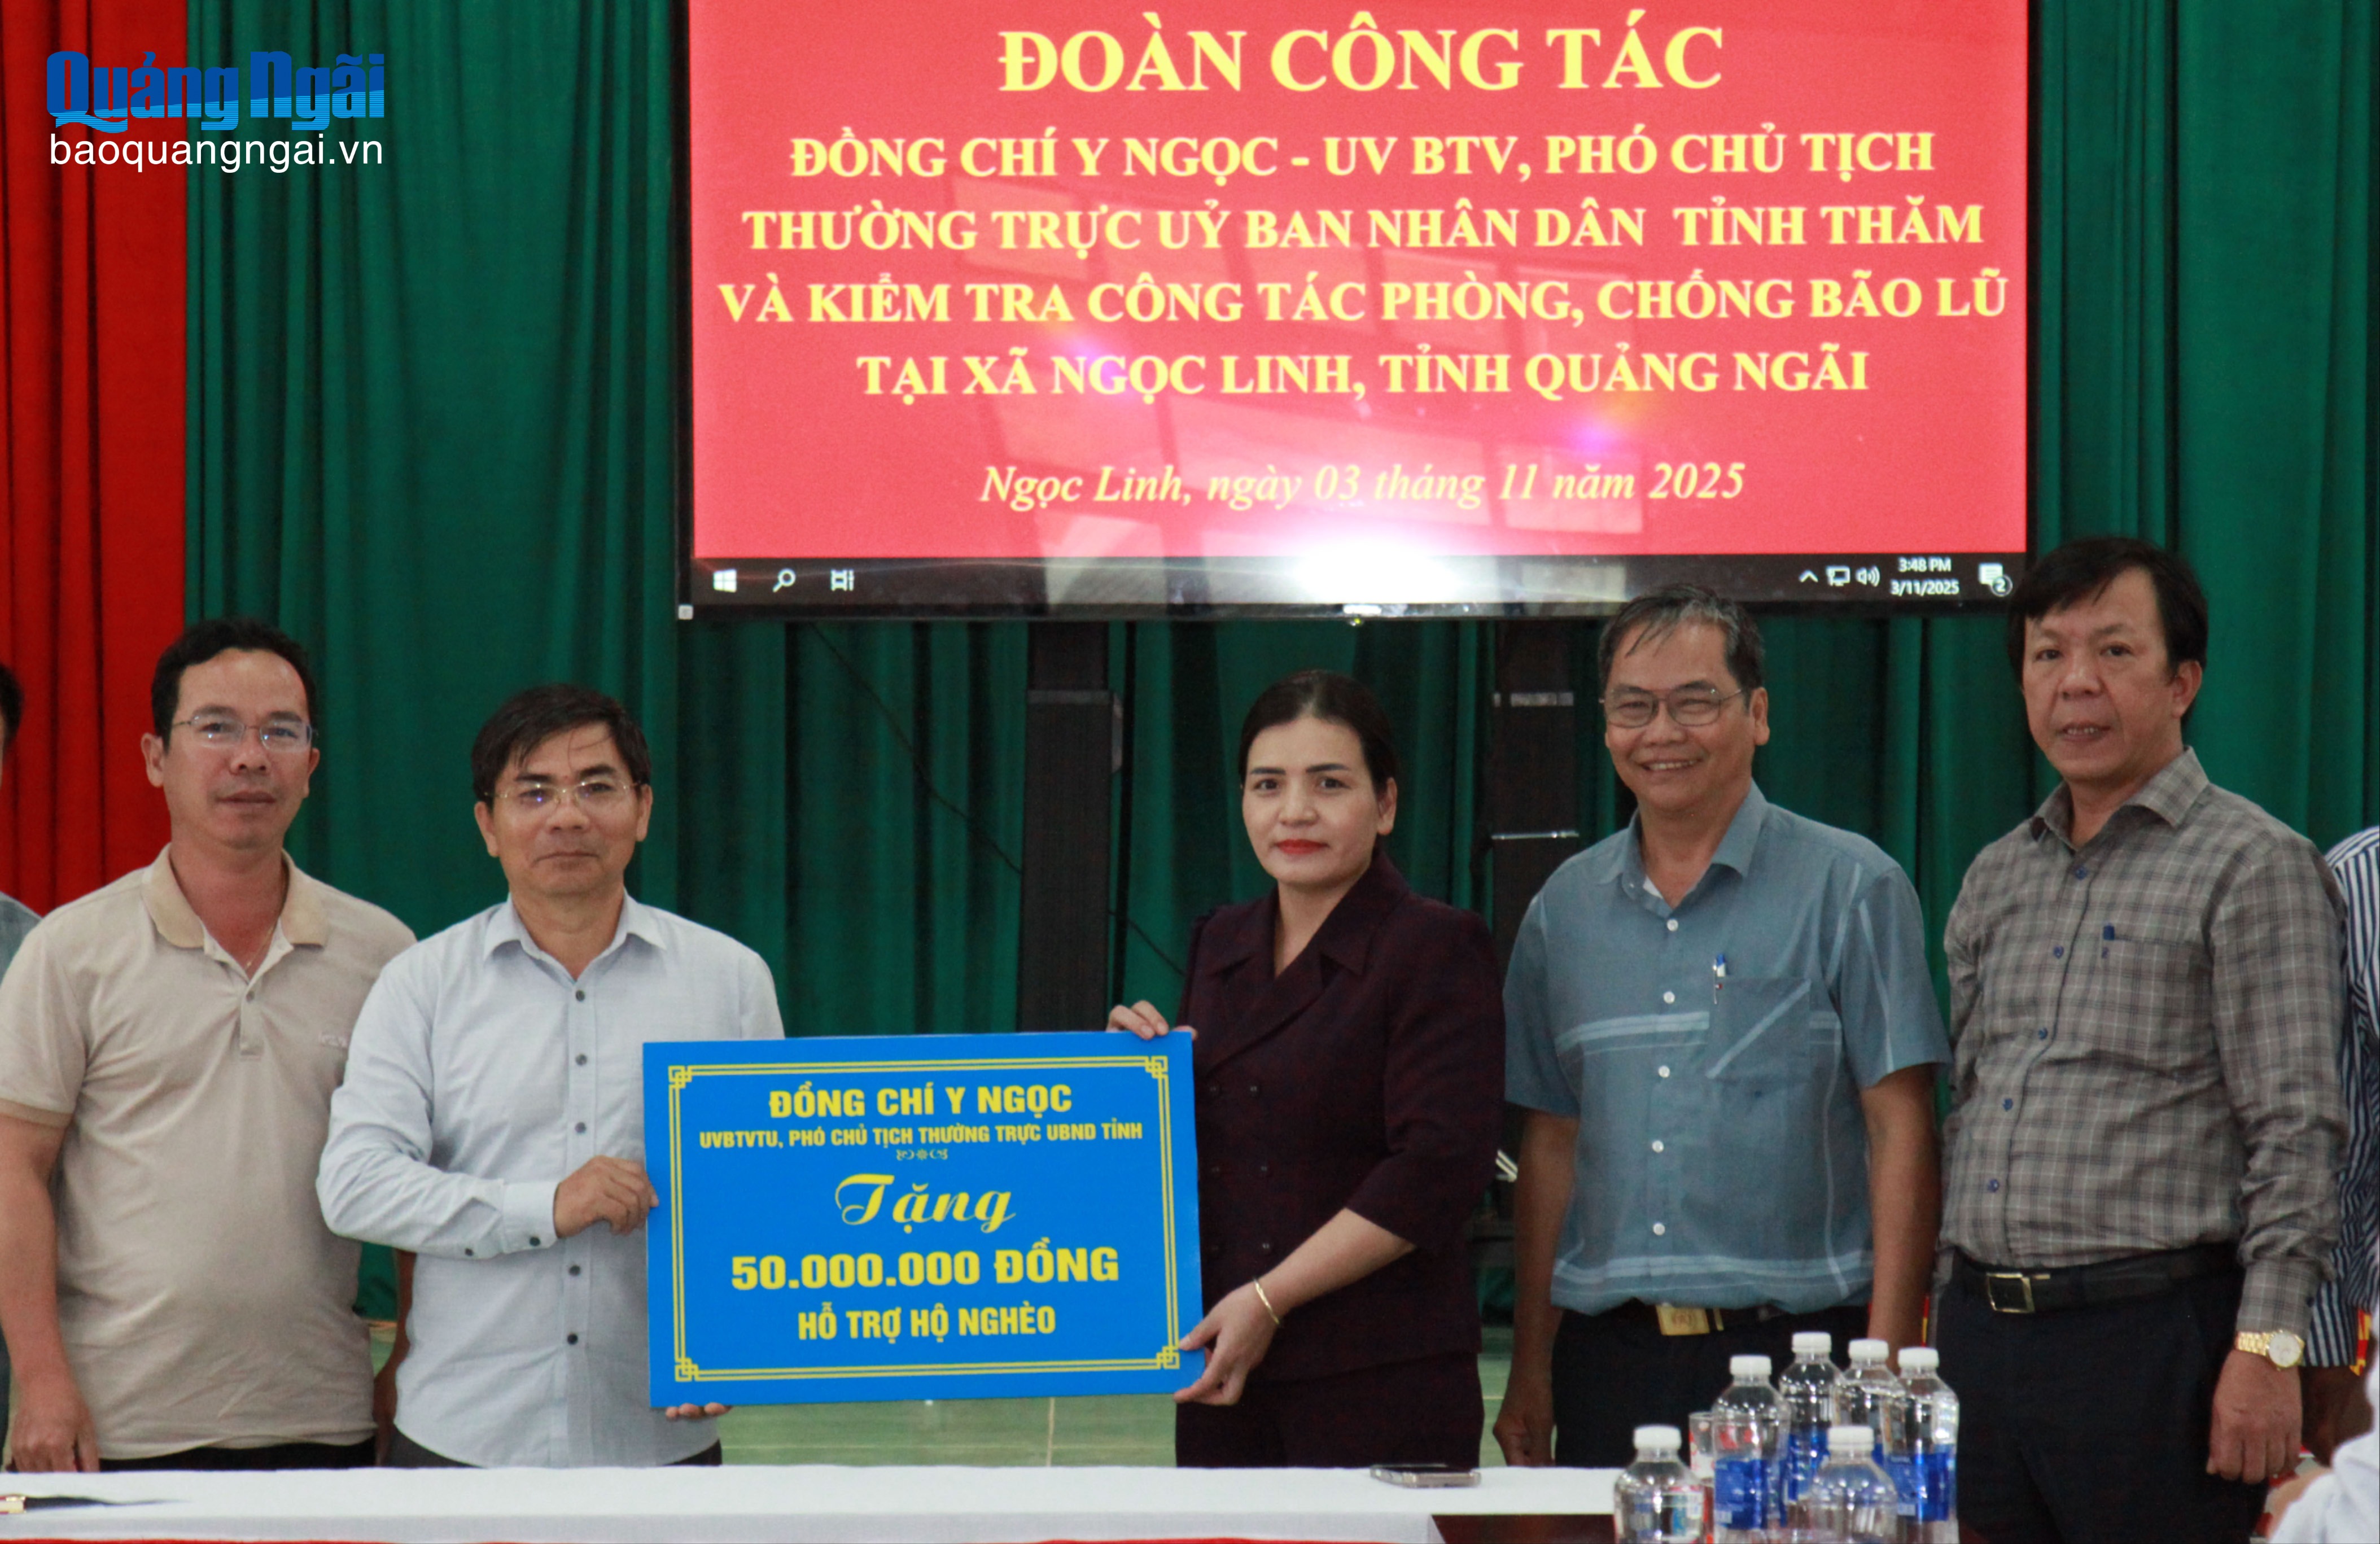 Quảng Ngãi
baoquangngai.vn
ĐOÀN CÔNG TÁC
ĐỒNG CHÍ Y NGỌC - UV BTV, PHÓ CHỦ TỊCH
THƯỜNG TRỰC UỶ BAN NHÂN DÂN TỈNH THĂM
VÀ KIỂM TRA CÔNG TÁC PHÒNG, CHỐNG BÃO LŨ
TẠI XÃ NGỌC LINH, TỈNH QUẢNG NGÃI
Ngọc Linh, ngày 03 tháng 11 năm 2025
3:48 PM
3/11/2025
2
ĐỒNG CHÍ Y NGỌC
UVBTVTU, PHÓ CHỦ TỊCH THƯỜNG TRỰC UBND TỈNH
Tặng
50.000.000 ĐỒNG
HỖ TRỢ HỘ NGHÈO